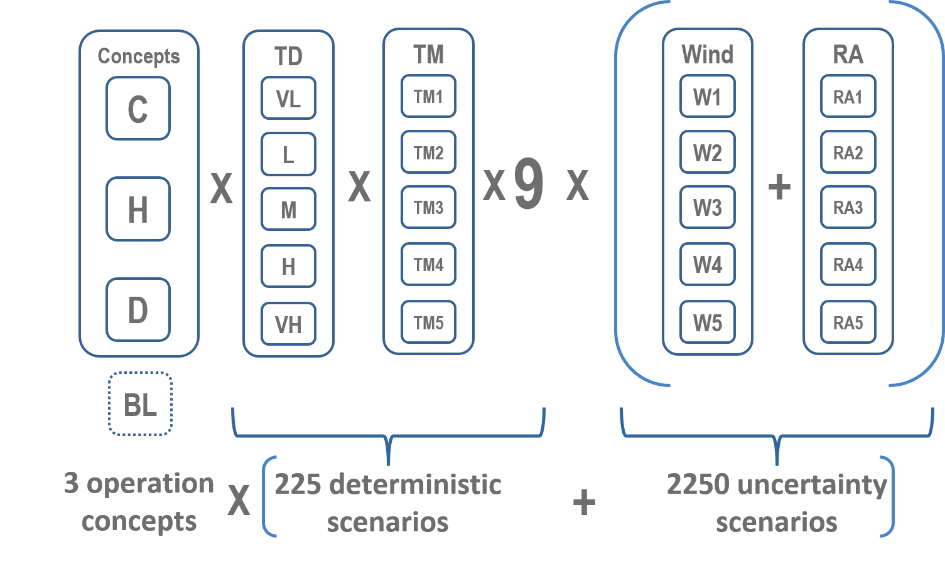 Concepts
C
H
D
BL
X
TD
VL
L
M
H
VH
X
TM
TM1
TM2
TM3
TM4
TM5
X 9 X
Wind
W1
W2
W3
W4
W5
+
RA
RA1
RA2
RA3
RA4
RA5
3 operation
concepts
X
225 deterministic
scenarios
+
2250 uncertainty
scenarios